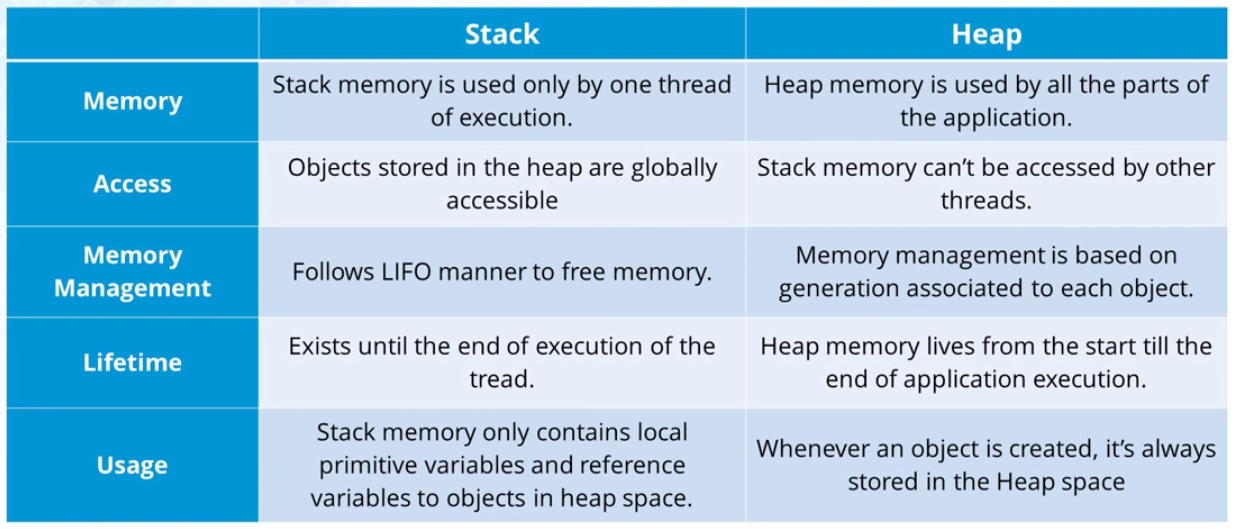 Stack
Heap
Memory
Stack memory is used only by one thread
of execution.
Heap memory is used by all the parts of
the application.
Access
Objects stored in the heap are globally
accessible
Stack memory can’t be accessed by other
threads.
Memory
Management
Follows LIFO manner to free memory.
Memory management is based on
generation associated to each object.
Lifetime
Exists until the end of execution of the
tread.
Heap memory lives from the start till the
end of application execution.
Usage
Stack memory only contains local
primitive variables and reference
variables to objects in heap space.
Whenever an object is created, it’s always
stored in the Heap space